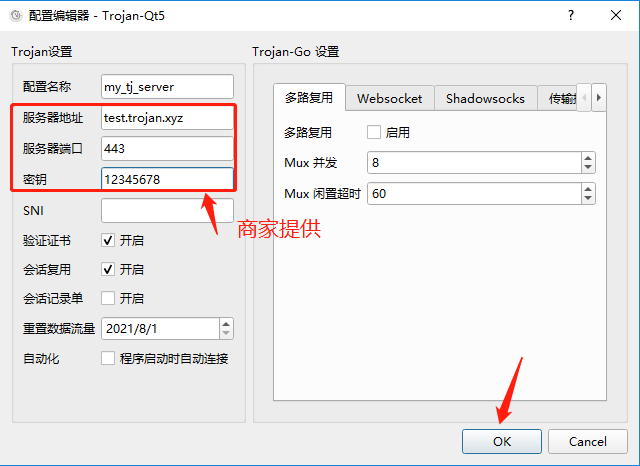 配置编辑器 - Trojan-Qt5
Trojan设置
配置名称 my_tj_server
服务器地址 test.trojan.xyz
服务器端口 443
密钥 12345678
SNI
商家提供
验证证书 开启
会话复用 开启
会话记录单 开启
重置数据流量 2021/8/1
自动化 程序启动时自动连接
Trojan-Go 设置
多路复用 Websocket Shadowsocks
多路复用 启用
Mux 并发 8
Mux 闲置超时 60
OK Cancel